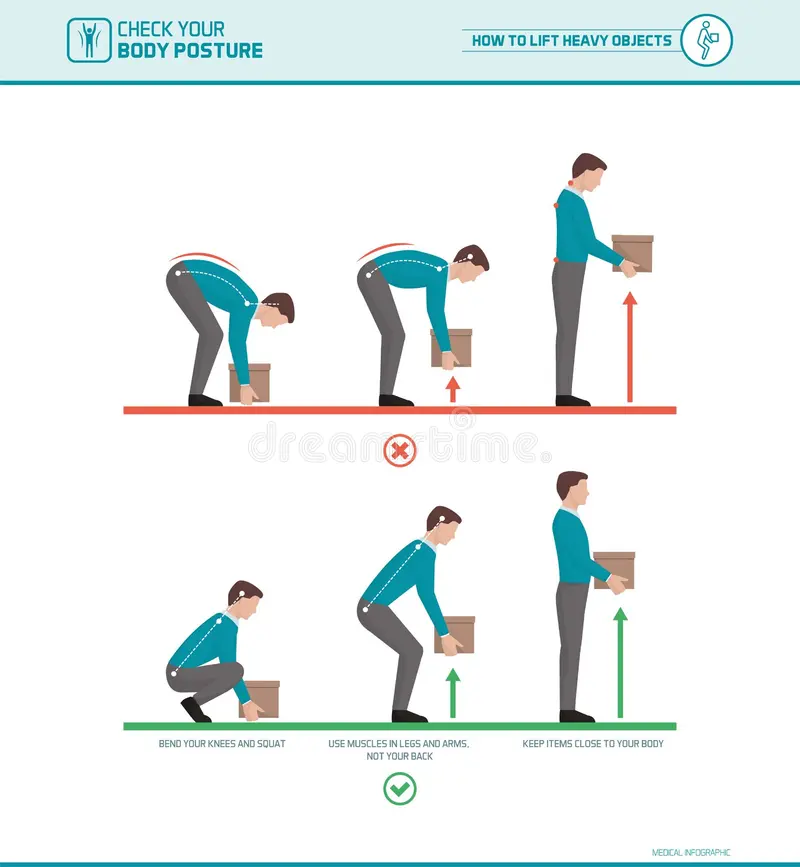 CHECK YOUR
BODY POSTURE
HOW TO LIFT HEAVY OBJECTS
dreamstime
BEND YOUR KNEES AND SQUAT
USE MUSCLES IN LEGS AND ARMS,
NOT YOUR BACK
KEEP ITEMS CLOSE TO YOUR BODY
MEDICAL INFOGRAPHIC